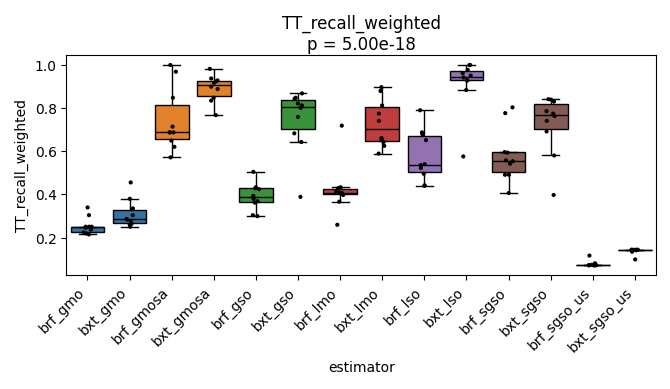 TT_recall_weighted
p = 5.00e-18
TT_recall_weighted
1.0
0.8
0.6
0.4
0.2
brf_gmo
bxt_gmo
brf_gmosa
bxt_gmosa
brf_gso
bxt_gso
brf_lmo
bxt_lmo
brf_lso
bxt_lso
brf_sgso
bxt_sgso
brf_sgso_us
bxt_sgso_us
estimator